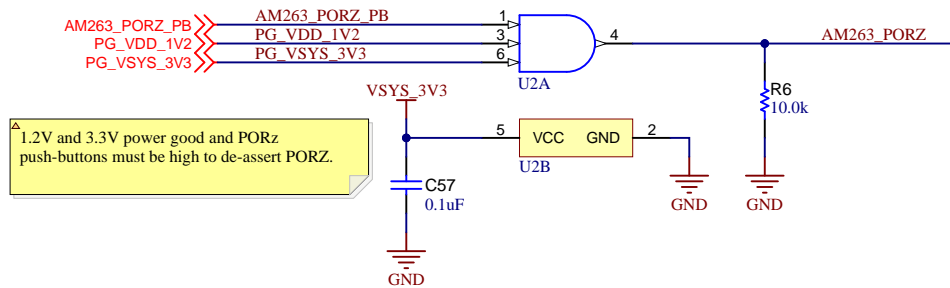 AM263_PORZ_PB AM263_PORZ_PB 1 4 AM263_PORZ
PG_VDD_1V2 PG_VDD_1V2 3
PG_VSYS_3V3 PG_VSYS_3V3 6
U2A
R6
10.0k
VSYS_3V3
1.2V and 3.3V power good and PORz
push-buttons must be high to de-assert PORZ.
5 VCC GND 2
U2B
C57
0.1uF
GND
GND
GND